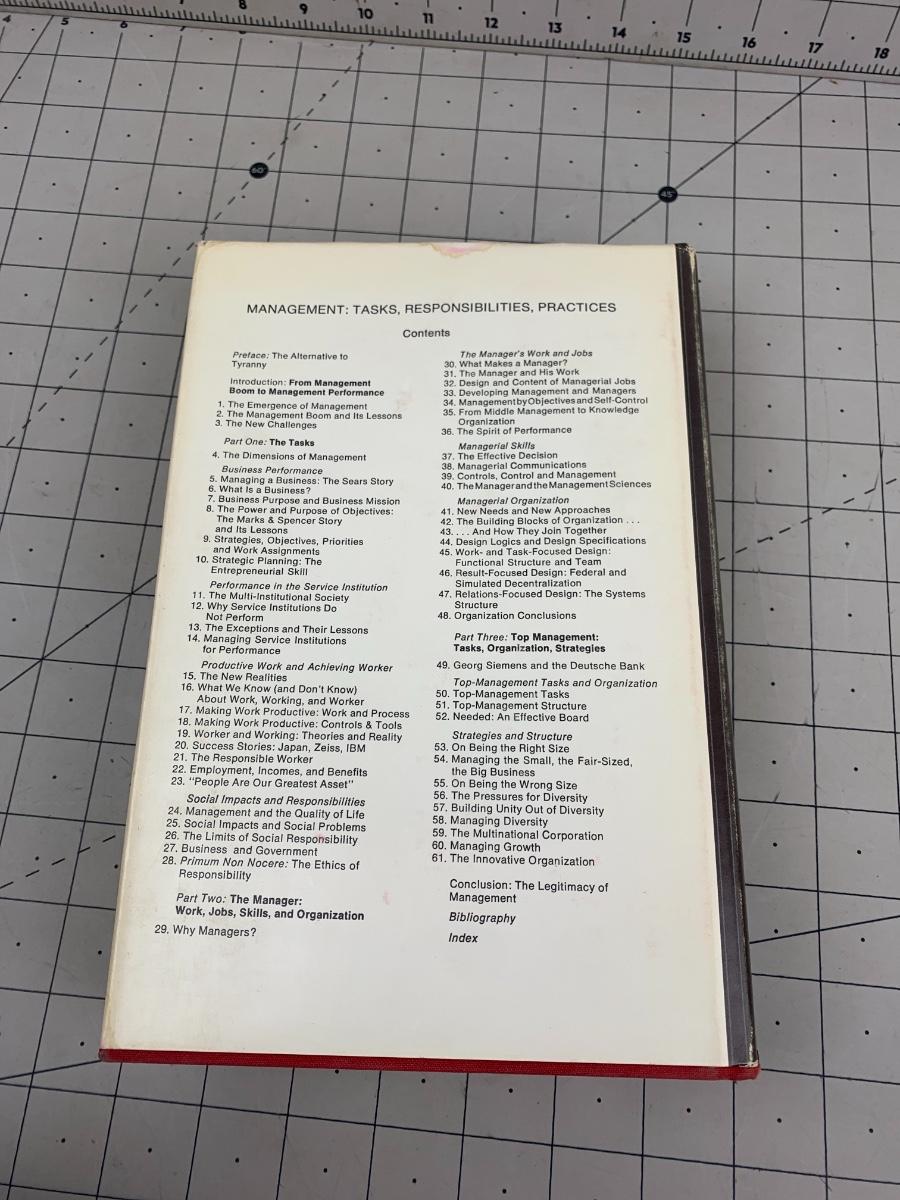 4 5 6 7 8 9 10 11 12 13 14 15 16 17 18
60°
45°
MANAGEMENT: TASKS, RESPONSIBILITIES, PRACTICES
Contents
Preface: The Alternative to
Tyranny
Introduction: From Management
Boom to Management Performance
1. The Emergence of Management
2. The Management Boom and Its Lessons
3. The New Challenges
Part One: The Tasks
4. The Dimensions of Management
Business Performance
5. Managing a Business: The Sears Story
6. What Is a Business?
7. Business Purpose and Business Mission
8. The Power and Purpose of Objectives:
The Marks & Spencer Story
and Its Lessons
9. Strategies, Objectives, Priorities
and Work Assignments
10. Strategic Planning: The
Entrepreneurial Skill
Performance in the Service Institution
11. The Multi-Institutional Society
12. Why Service Institutions Do
Not Perform
13. The Exceptions and Their Lessons
14. Managing Service Institutions
for Performance
Productive Work and Achieving Worker
15. The New Realities
16. What We Know (and Don't Know)
About Work, Working, and Worker
17. Making Work Productive: Work and Process
18. Making Work Productive: Controls & Tools
19. Worker and Working: Theories and Reality
20. Success Stories: Japan, Zeiss, IBM
21. The Responsible Worker
22. Employment, Incomes, and Benefits
23. "People Are Our Greatest Asset"
Social Impacts and Responsibilities
24. Management and the Quality of Life
25. Social Impacts and Social Problems
26. The Limits of Social Responsibility
27. Business and Government
28. Primum Non Nocere: The Ethics of
Responsibility
Part Two: The Manager:
Work, Jobs, Skills, and Organization
29. Why Managers?
The Manager's Work and Jobs
30. What Makes a Manager?
31. The Manager and His Work
32. Design and Content of Managerial Jobs
33. Developing Management and Managers
34. Management by Objectives and Self-Control
35. From Middle Management to Knowledge
Organization
36. The Spirit of Performance
Managerial Skills
37. The Effective Decision
38. Managerial Communications
39. Controls, Control and Management
40. The Manager and the Management Sciences
Managerial Organization
41. New Needs and New Approaches
42. The Building Blocks of Organization . . .
43. . . . And How They Join Together
44. Design Logics and Design Specifications
45. Work- and Task-Focused Design:
Functional Structure and Team
46. Result-Focused Design: Federal and
Simulated Decentralization
47. Relations-Focused Design: The Systems
Structure
48. Organization Conclusions
Part Three: Top Management:
Tasks, Organization, Strategies
49. Georg Siemens and the Deutsche Bank
Top-Management Tasks and Organization
50. Top-Management Tasks
51. Top-Management Structure
52. Needed: An Effective Board
Strategies and Structure
53. On Being the Right Size
54. Managing the Small, the Fair-Sized,
the Big Business
55. On Being the Wrong Size
56. The Pressures for Diversity
57. Building Unity Out of Diversity
58. Managing Diversity
59. The Multinational Corporation
60. Managing Growth
61. The Innovative Organization
Conclusion: The Legitimacy of
Management
Bibliography
Index